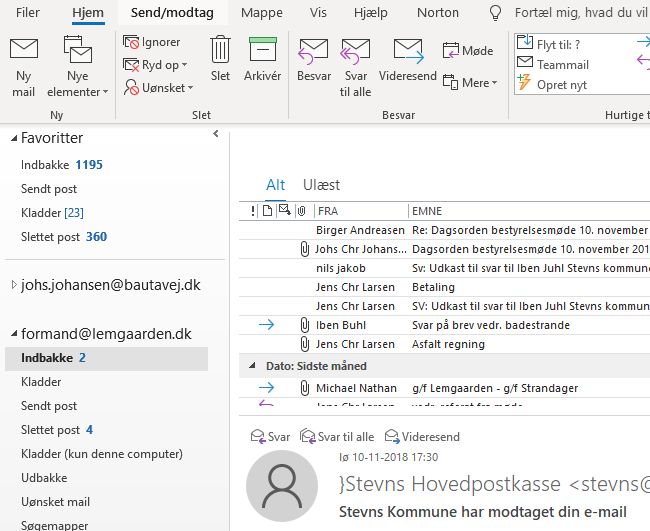 Filer Hjem Send/modtag Mappe Vis Hjælp Norton Fortæl mig, hvad du vil
Ny mail
Nye elementer
Ignorer
Ryd op
Uønsket
Slet
Arkivér
Besvar
Svar til alle
Videresend
Møde
Mere
Flyt til: ?
Teammail
Opret nyt
Ny Slet Besvar Hurtige t
Favoritter
Indbakke 1195
Sendt post
Kladder [23]
Slettet post 360
johs.johansen@bautavej.dk
formand@lemgaarden.dk
Indbakke 2
Kladder
Sendt post
Slettet post 4
Kladder (kun denne computer)
Udbakke
Uønsket mail
Søgemapper
Alt Ulæst
! FRA EMNE
Birger Andreasen Re: Dagsorden bestyrelsesmøde 10. november
Johs Chr Johans... Dagsorden bestyrelsesmøde 10. november 201
nils jakob Sv: Udkast til svar til Iben Juhl Stevns kommun
Jens Chr Larsen Betaling
Jens Chr Larsen SV: Udkast til svar til Iben Juhl Stevns kommun
Iben Buhl Svar på brev vedr. badestrande
Jens Chr Larsen Asfalt regning
Dato: Sidste måned
Michael Nathan g/f Lemgaarden - g/f Strandager
Jens Chr Larsen vedr. referat fra møde
Svar Svar til alle Videresend
lø 10-11-2018 17:30
}Stevns Hovedpostkasse <stevns@
Stevns Kommune har modtaget din e-mail